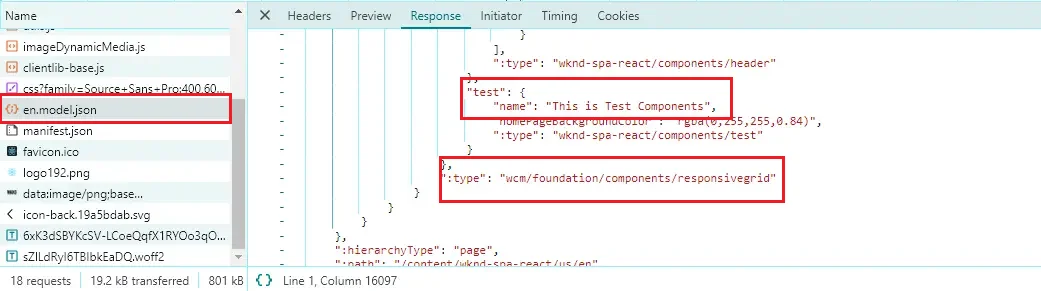 Name
utils.js
imageDynamicMedia.js
clientlib-base.js
css?family=Source+Sans+Pro:400,60...
en.model.json
manifest.json
favicon.ico
logo192.png
data:image/png;base...
icon-back.19a5bdab.svg
6xK3dSBYKcSV-LCoeQqfX1RYOo3qO...
sZlLdRyI6TBIbkEaDQ.woff2
18 requests 19.2 kB transferred 801 kB
Headers Preview Response Initiator Timing Cookies
- }
- ],
- ":type": "wknd-spa-react/components/header"
- },
- "test": {
- "name": "This is Test Components",
- "homePageBackgroundColor": "rgba(0,255,255,0.84)",
- ":type": "wknd-spa-react/components/test"
- }
- },
- ":type": "wcm/foundation/components/responsivegrid"
- }
- }
- }
- },
- ":hierarchyType": "page",
- ":path": "/content/wknd-spa-react/us/en"
{} Line 1, Column 16097